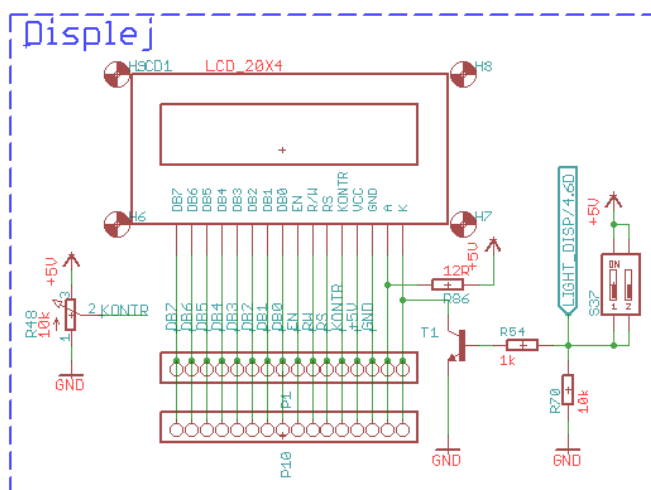 Displej
H9 LCD1 LCD_20X4 H8
DB7 DB6 DB5 DB4 DB3 DB2 DB1 DB0 EN R/W RS KONTR VCC GND A K
H6 H7
LIGHT_DISP/4.6D
+5V
+5V
+5V
12R
R86
ON
1 2
S37
R48
10k
3
2 KONTR
1
GND
DB7 DB6 DB5 DB4 DB3 DB2 DB1 DB0 EN RW RS KONTR +5V GND
T1
R54
1k
P1
R70
10k
P10
GND
GND